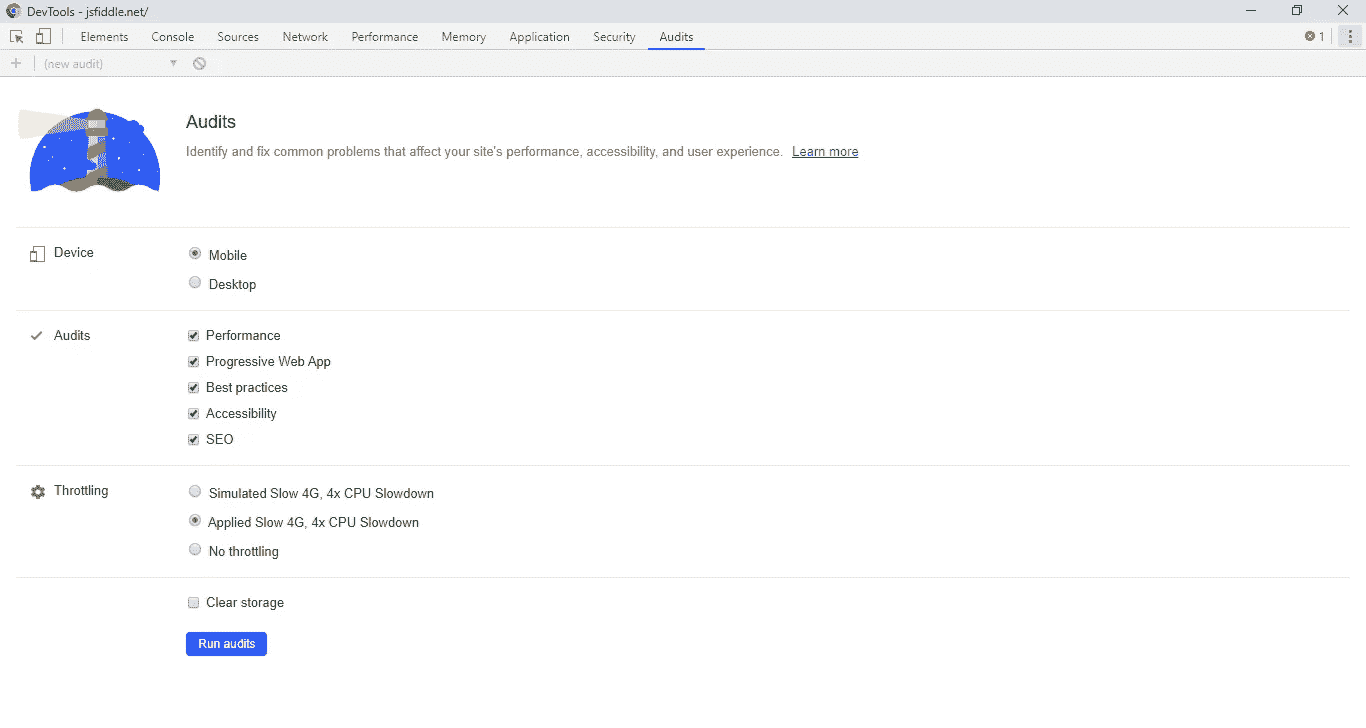 DevTools - jsfiddle.net/
Elements Console Sources Network Performance Memory Application Security Audits 1
(new audit)
Audits
Identify and fix common problems that affect your site's performance, accessibility, and user experience. Learn more
Device
Mobile
Desktop
Audits
Performance
Progressive Web App
Best practices
Accessibility
SEO
Throttling
Simulated Slow 4G, 4x CPU Slowdown
Applied Slow 4G, 4x CPU Slowdown
No throttling
Clear storage
Run audits